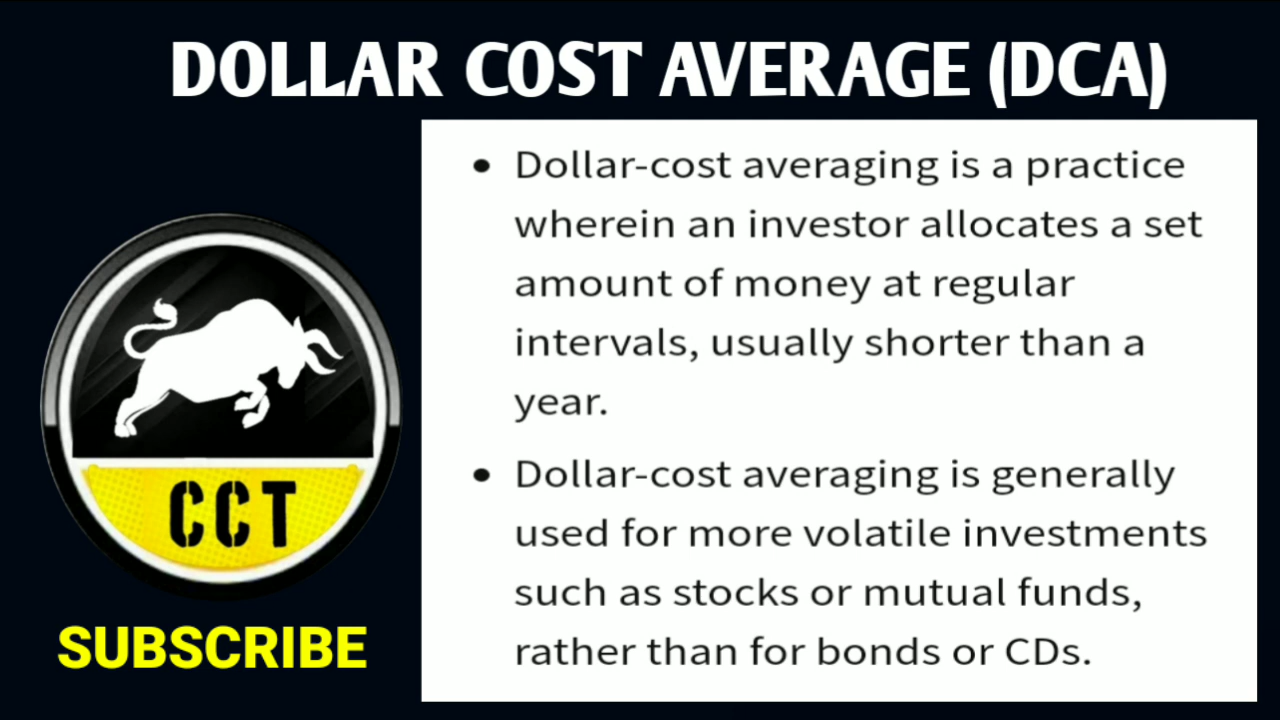 DOLLAR COST AVERAGE (DCA)
• Dollar-cost averaging is a practice
wherein an investor allocates a set
amount of money at regular
intervals, usually shorter than a
year.
• Dollar-cost averaging is generally
used for more volatile investments
such as stocks or mutual funds,
rather than for bonds or CDs.
CCT
SUBSCRIBE